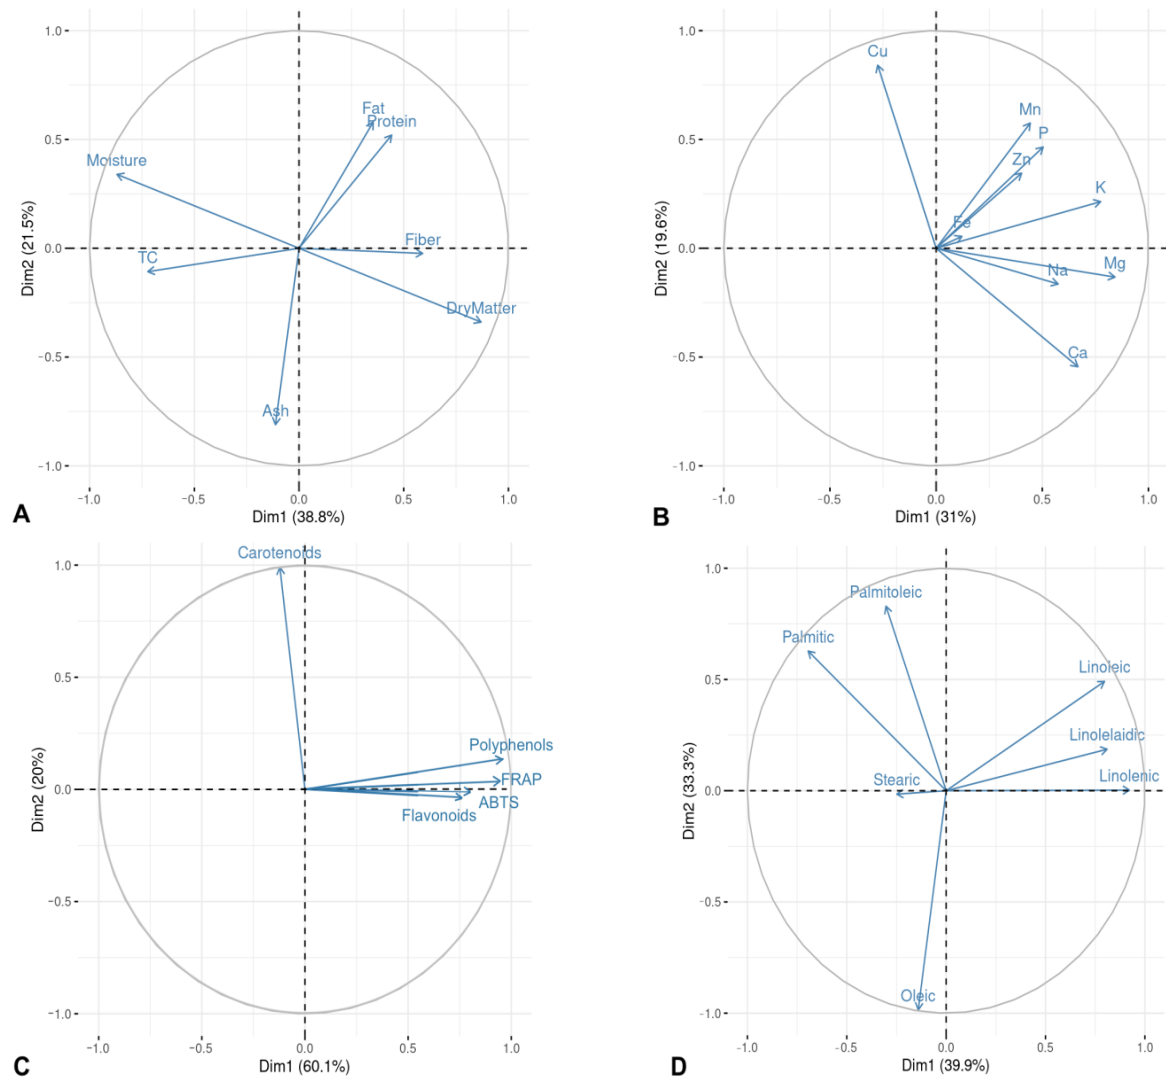 1.0
Fat
Protein
0.5
Moisture
Fiber
0.0
TC
DryMatter
−0.5
Ash
−1.0
−1.0 −0.5 0.0 0.5 1.0
Dim1 (38.8%)
Dim2 (21.5%)
A
1.0
Cu
Mn
0.5
P
Zn
K
Fe
0.0
Na
Mg
−0.5
Ca
−1.0
−1.0 −0.5 0.0 0.5 1.0
Dim1 (31%)
Dim2 (19.6%)
B
Carotenoids
1.0
0.5
Polyphenols
FRAP
0.0
ABTS
Flavonoids
−0.5
−1.0
−1.0 −0.5 0.0 0.5 1.0
Dim1 (60.1%)
Dim2 (20%)
C
1.0
Palmitoleic
Palmitic
Linoleic
0.5
Linolelaidic
Stearic
Linolenic
0.0
−0.5
Oleic
−1.0
−1.0 −0.5 0.0 0.5 1.0
Dim1 (39.9%)
Dim2 (33.3%)
D